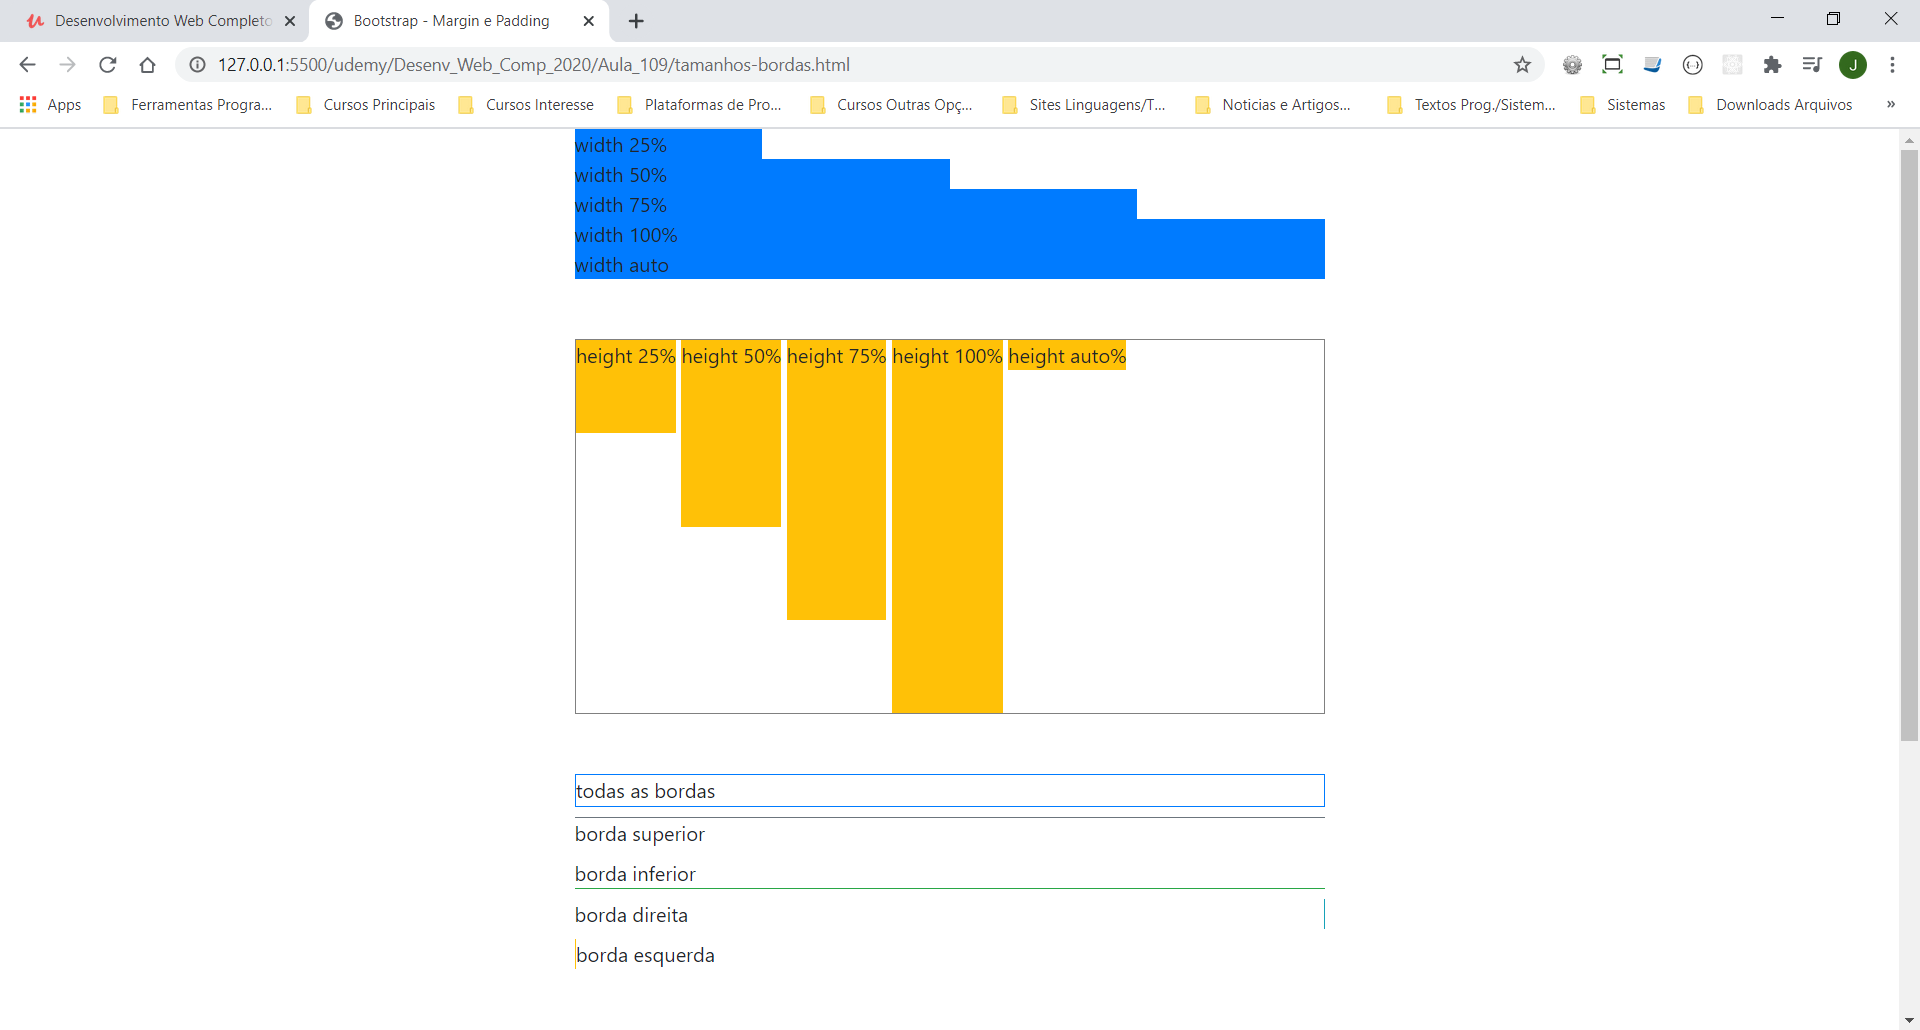 Desenvolvimento Web Completo
Bootstrap - Margin e Padding
127.0.0.1:5500/udemy/Desenv_Web_Comp_2020/Aula_109/tamanhos-bordas.html
J
Apps
Ferramentas Progra...
Cursos Principais
Cursos Interesse
Plataformas de Pro...
Cursos Outras Opç...
Sites Linguagens/T...
Noticias e Artigos...
Textos Prog./Sistem...
Sistemas
Downloads Arquivos
»
width 25%
width 50%
width 75%
width 100%
width auto
height 25%
height 50%
height 75%
height 100%
height auto%
todas as bordas
borda superior
borda inferior
borda direita
borda esquerda